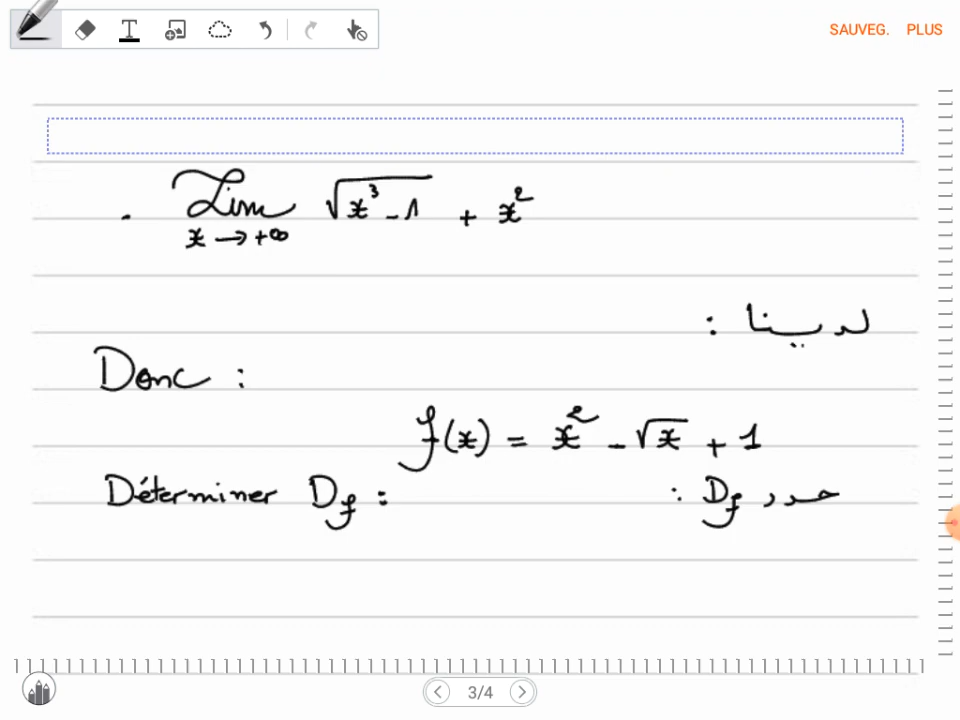 SAUVEG. PLUS
. Lim x → +∞ √(x³ - 1) + x²
لدينا :
Donc :
f(x) = x² - √x + 1
Déterminer Df : حدد Df :
3/4